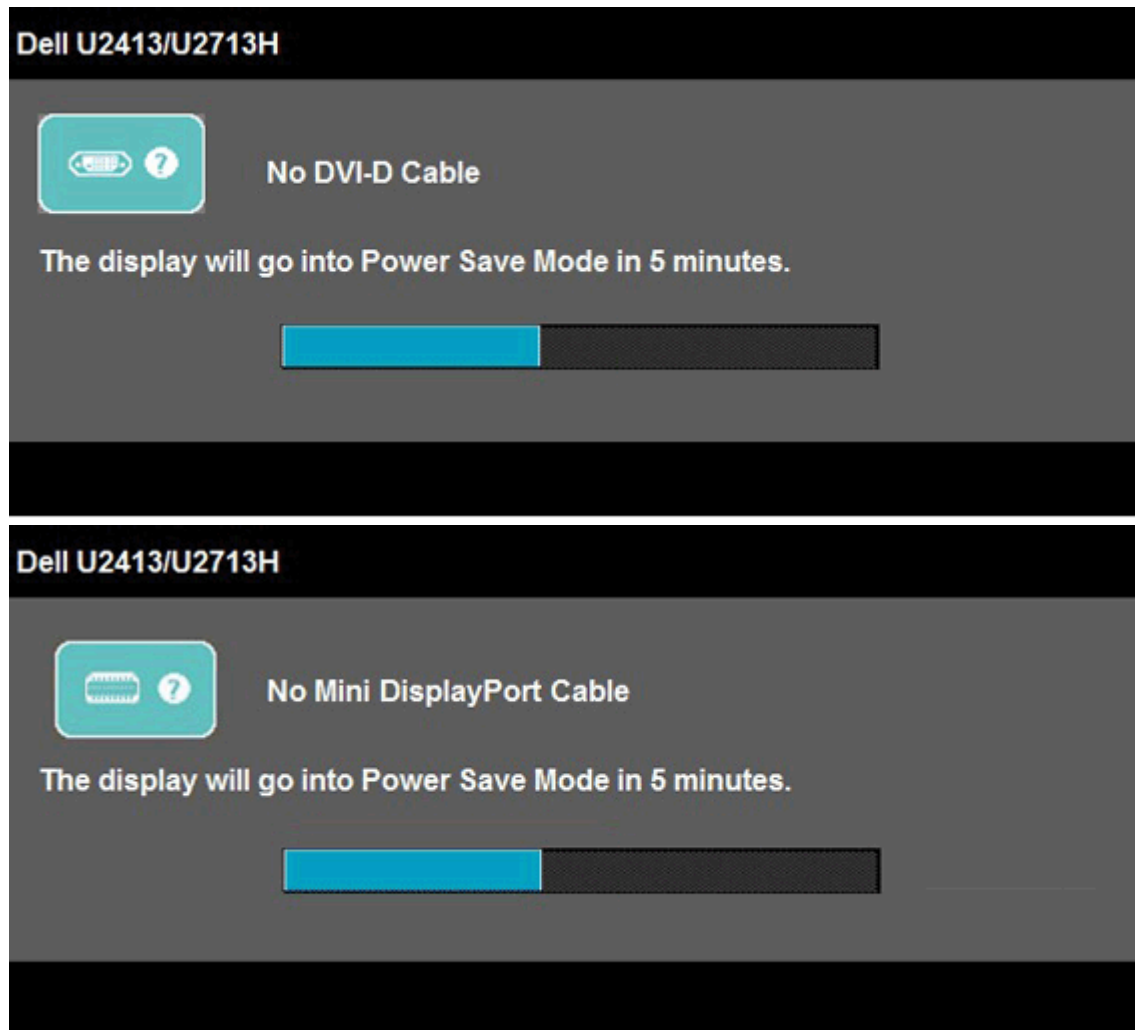 Dell U2413/U2713H
?
No DVI-D Cable
The display will go into Power Save Mode in 5 minutes.
Dell U2413/U2713H
?
No Mini DisplayPort Cable
The display will go into Power Save Mode in 5 minutes.